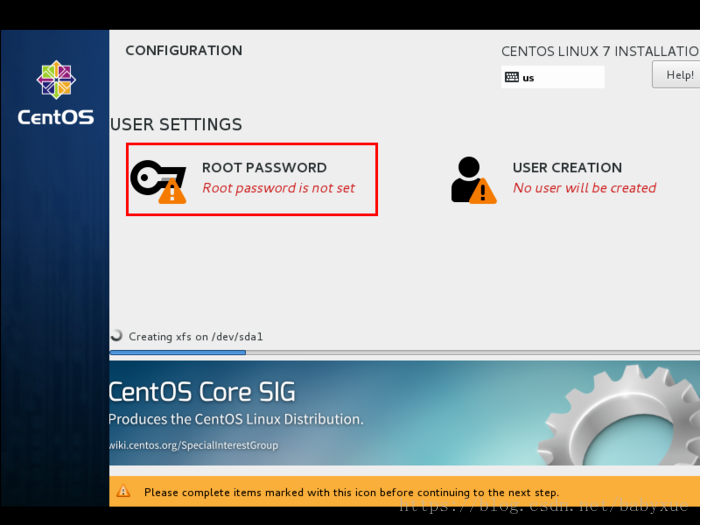 CONFIGURATION
CENTOS LINUX 7 INSTALLATIO
us
Help!
CentOS
USER SETTINGS
ROOT PASSWORD
Root password is not set
USER CREATION
No user will be created
Creating xfs on /dev/sda1
CentOS Core SIG
Produces the CentOS Linux Distribution.
wiki.centos.org/SpecialInterestGroup
Please complete items marked with this icon before continuing to the next step.
https://blog.csdn.net/babyxue